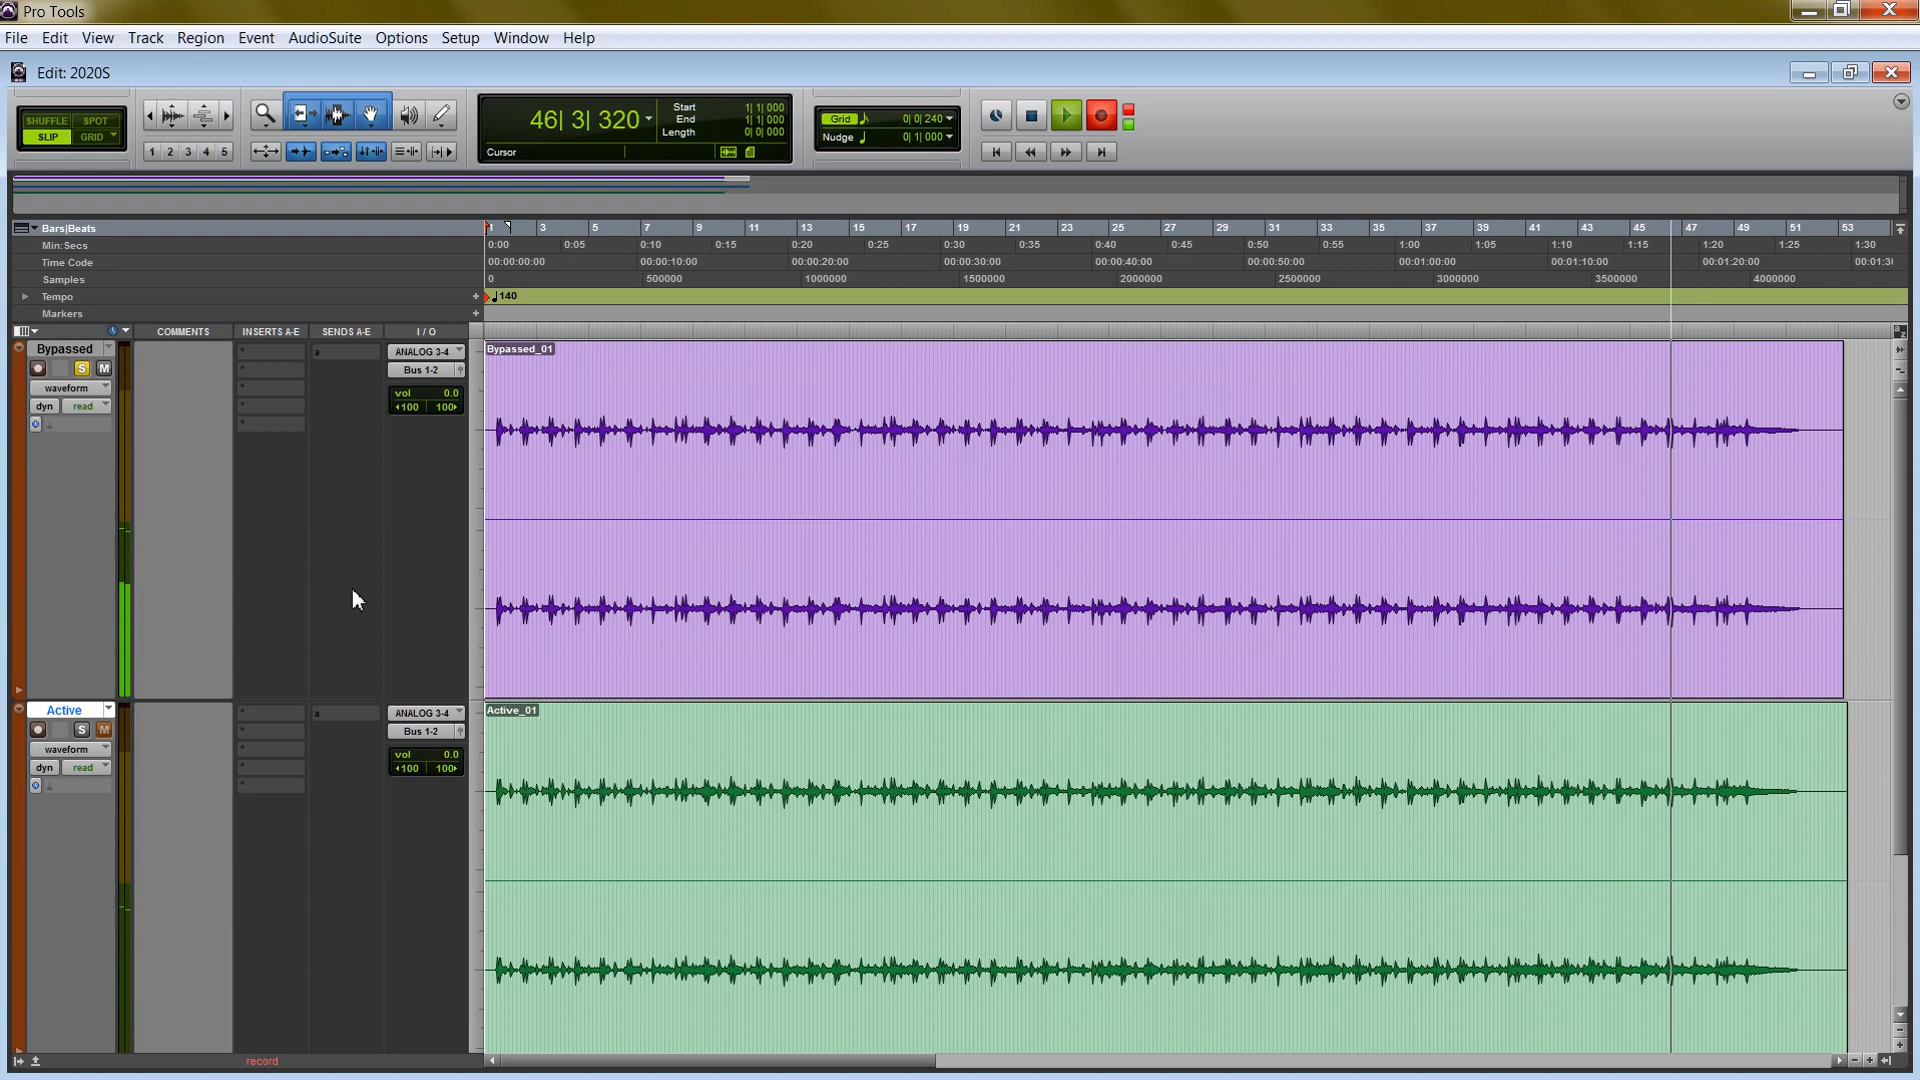 Pro Tools
File Edit View Track Region Event AudioSuite Options Setup Window Help
Edit: 2020S
SHUFFLE SPOT
SLIP GRID
1 2 3 4 5
46| 3| 320
Start 1| 1| 000
End 1| 1| 000
Length 0| 0| 000
Cursor
Grid 0| 0| 240
Nudge 0| 1| 000
Bars|Beats 1 3 5 7 9 11 13 15 17 19 21 23 25 27 29 31 33 35 37 39 41 43 45 47 49 51 53
Min:Secs 0:00 0:05 0:10 0:15 0:20 0:25 0:30 0:35 0:40 0:45 0:50 0:55 1:00 1:05 1:10 1:15 1:20 1:25 1:30
Time Code 00:00:00:00 00:00:10:00 00:00:20:00 00:00:30:00 00:00:40:00 00:00:50:00 00:01:00:00 00:01:10:00 00:01:20:00 00:01:3
Samples 0 500000 1000000 1500000 2000000 2500000 3000000 3500000 4000000
Tempo 140
Markers
COMMENTS INSERTS A-E SENDS A-E I / O
Bypassed
S M
waveform
dyn read
a
ANALOG 3-4
Bus 1-2
vol 0.0
100 100
Bypassed_01
Active
S M
waveform
dyn read
a
ANALOG 3-4
Bus 1-2
vol 0.0
100 100
Active_01
record